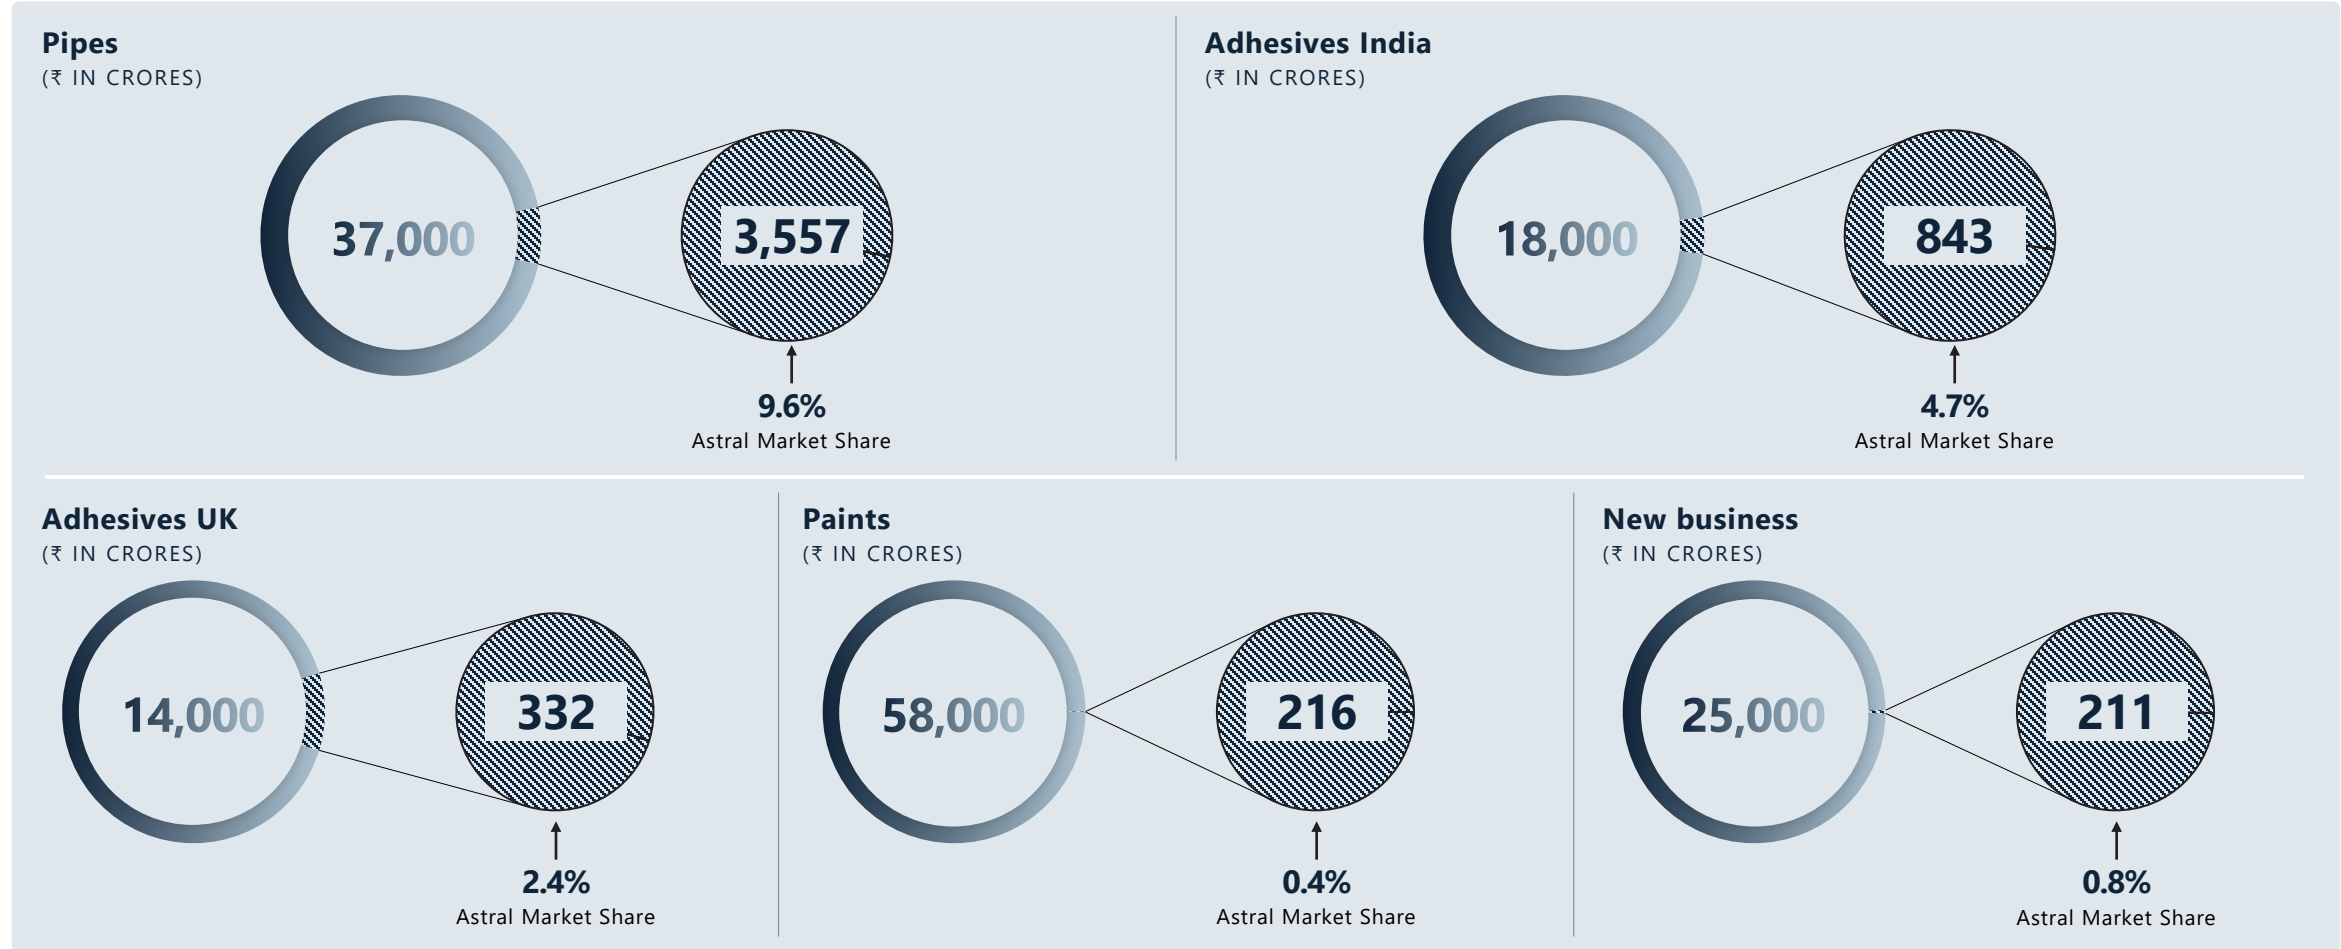 Pipes
(₹ IN CRORES)
37,000
3,557
9.6%
Astral Market Share
Adhesives India
(₹ IN CRORES)
18,000
843
4.7%
Astral Market Share
Adhesives UK
(₹ IN CRORES)
14,000
332
2.4%
Astral Market Share
Paints
(₹ IN CRORES)
58,000
216
0.4%
Astral Market Share
New business
(₹ IN CRORES)
25,000
211
0.8%
Astral Market Share